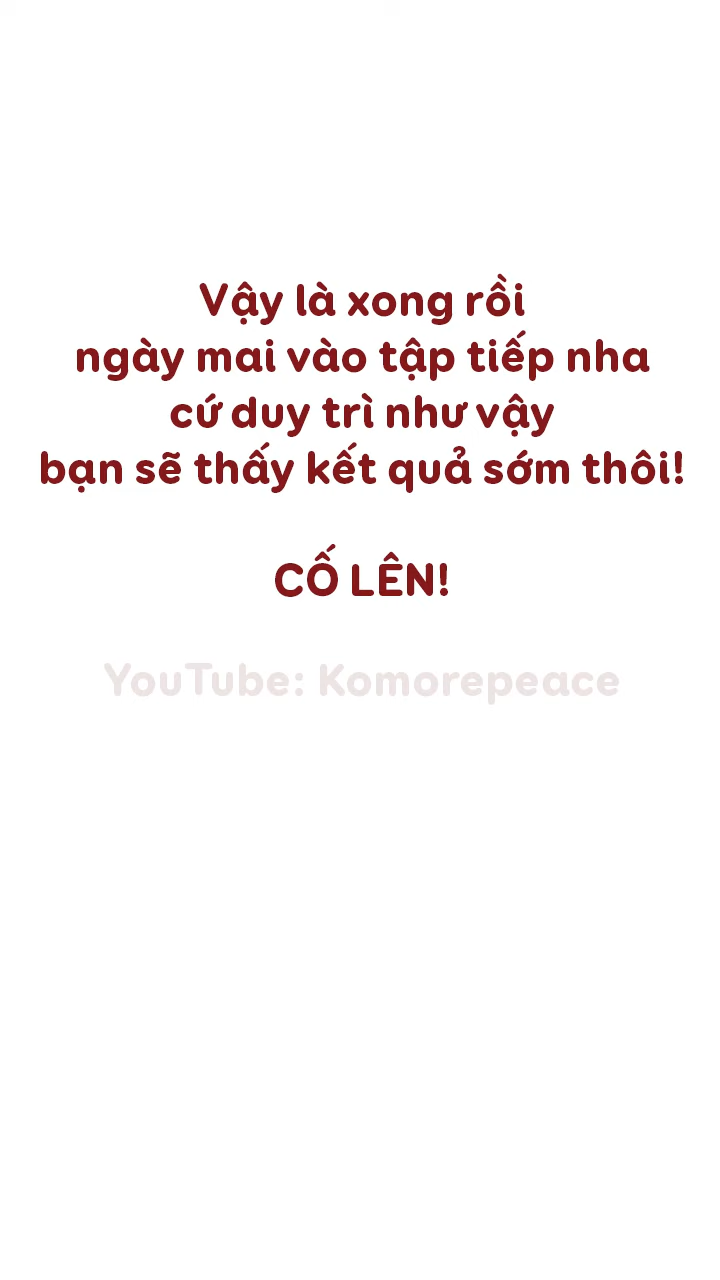 Vậy là xong rồi
ngày mai vào tập tiếp nha
cứ duy trì như vậy
bạn sẽ thấy kết quả sớm thôi!
CỐ LÊN!
YouTube: Komorepeace